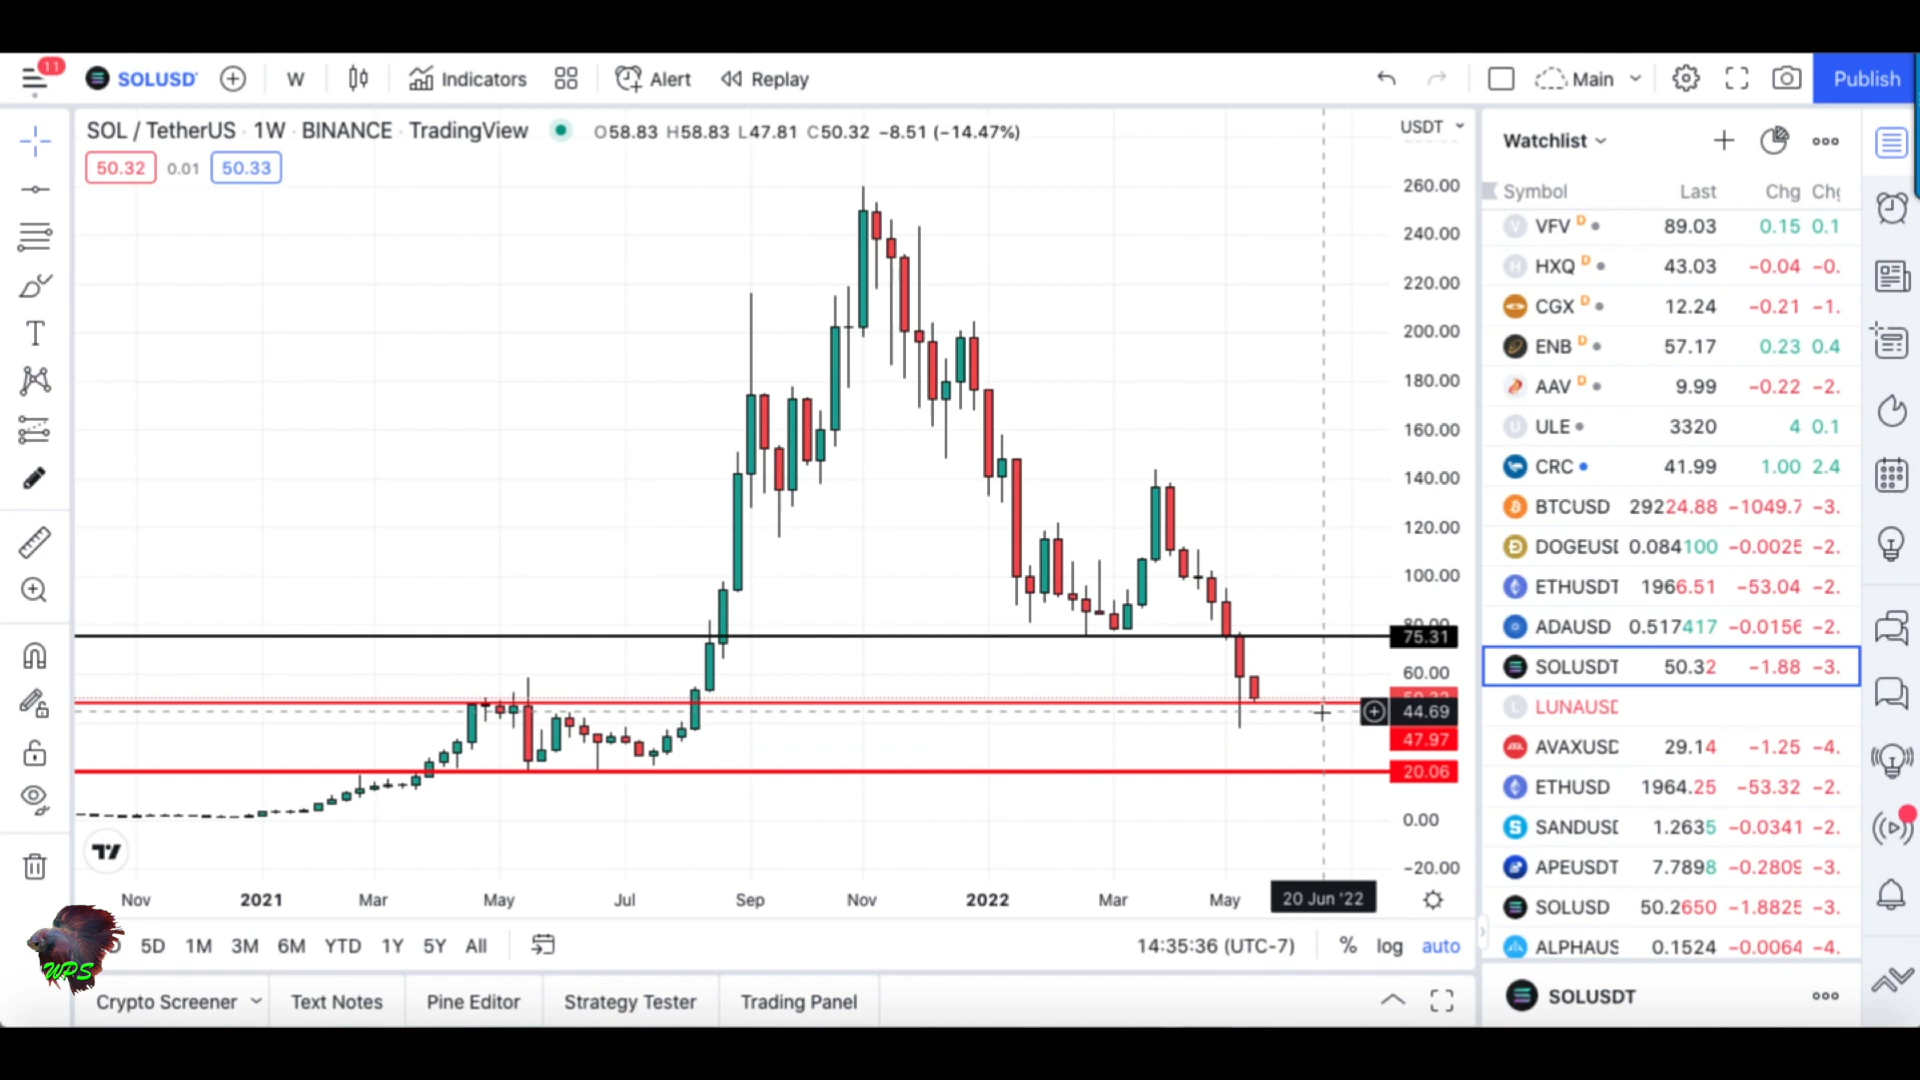 11
SOLUSD
W
Indicators
Alert
Replay
Main
Publish
SOL / TetherUS · 1W · BINANCE · TradingView
O58.83 H58.83 L47.81 C50.32 −8.51 (−14.47%)
50.32 0.01 50.33
USDT
260.00
240.00
220.00
200.00
180.00
160.00
140.00
120.00
100.00
80.00
75.31
60.00
50.32
44.69
47.97
20.06
0.00
−20.00
Nov 2021 Mar May Jul Sep Nov 2022 Mar May 20 Jun '22
5D 1M 3M 6M YTD 1Y 5Y All
14:35:36 (UTC-7) % log auto
WPS
Crypto Screener Text Notes Pine Editor Strategy Tester Trading Panel
Watchlist
Symbol Last Chg Chg
VFV D 89.03 0.15 0.1
HXQ D 43.03 −0.04 −0.
CGX D 12.24 −0.21 −1.
ENB D 57.17 0.23 0.4
AAV D 9.99 −0.22 −2.
ULE 3320 4 0.1
CRC 41.99 1.00 2.4
BTCUSD 29224.88 −1049.7 −3.
DOGEUSD 0.084100 −0.0025 −2.
ETHUSDT 1966.51 −53.04 −2.
ADAUSD 0.517417 −0.0156 −2.
SOLUSDT 50.32 −1.88 −3.
LUNAUSD
AVAXUSD 29.14 −1.25 −4.
ETHUSD 1964.25 −53.32 −2.
SANDUSD 1.2635 −0.0341 −2.
APEUSDT 7.7898 −0.2809 −3.
SOLUSD 50.2650 −1.8825 −3.
ALPHAUS 0.1524 −0.0064 −4.
SOLUSDT